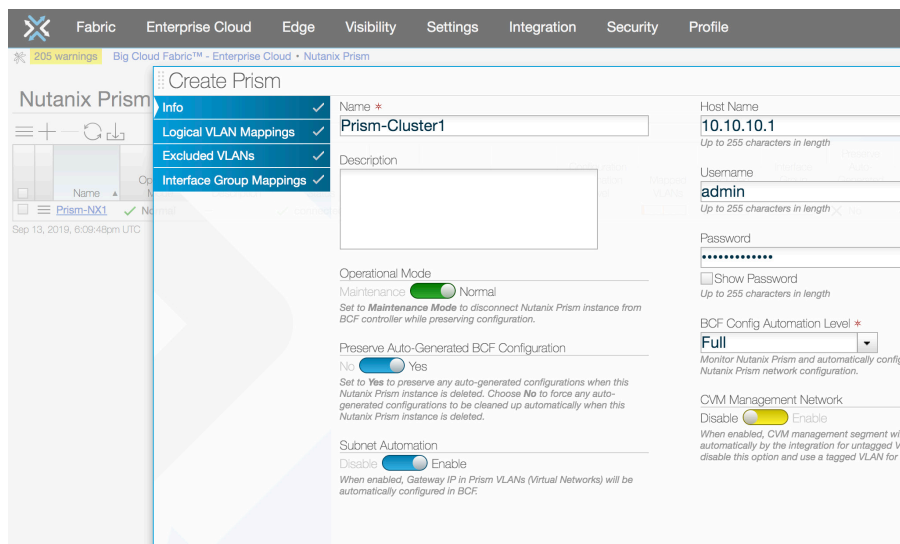 Fabric Enterprise Cloud Edge Visibility Settings Integration Security Profile
205 warnings Big Cloud Fabric™ - Enterprise Cloud • Nutanix Prism
Create Prism
Nutanix Prism
Info
Logical VLAN Mappings
Excluded VLANs
Interface Group Mappings
Name
Prism-NX1
Sep 13, 2019, 6:09:48pm UTC
Name *
Prism-Cluster1
Description
Operational Mode
Maintenance Normal
Set to Maintenance Mode to disconnect Nutanix Prism instance from
BCF controller while preserving configuration.
Preserve Auto-Generated BCF Configuration
No Yes
Set to Yes to preserve any auto-generated configurations when this
Nutanix Prism instance is deleted. Choose No to force any auto-
generated configurations to be cleaned up automatically when this
Nutanix Prism instance is deleted.
Subnet Automation
Disable Enable
When enabled, Gateway IP in Prism VLANs (Virtual Networks) will be
automatically configured in BCF.
Host Name
10.10.10.1
Up to 255 characters in length
Username
admin
Up to 255 characters in length
Password
•••••••••••••
Show Password
Up to 255 characters in length
BCF Config Automation Level *
Full
Monitor Nutanix Prism and automatically config
Nutanix Prism network configuration.
CVM Management Network
Disable Enable
When enabled, CVM management segment wi
automatically by the integration for untagged V
disable this option and use a tagged VLAN for